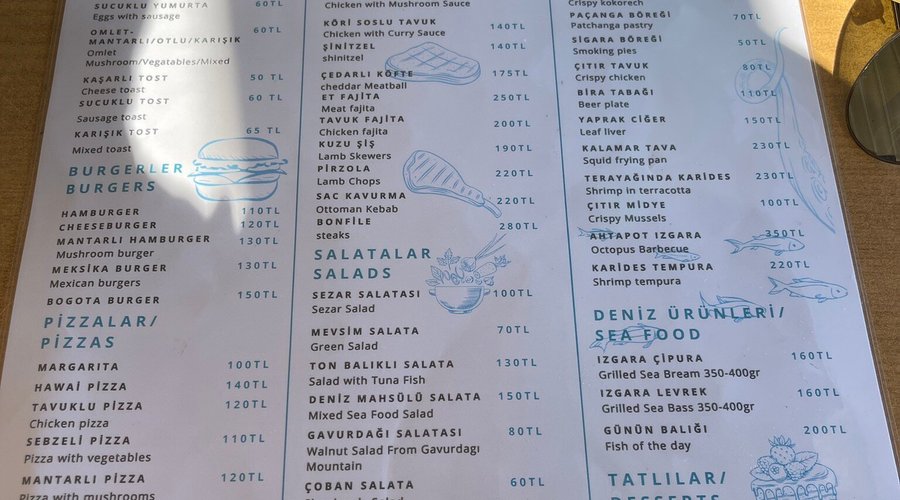 SUCUKLU YUMURTA 60TL
Eggs with sausage
OMLET- 60TL
MANTARLI/OTLU/KARIŞIK
Omlet
Mushroom/Vegatables/Mixed
KAŞARLI TOST 50 TL
Cheese toast
SUCUKLU TOST 60 TL
Sausage toast
KARIŞIK TOST 65 TL
Mixed toast
BURGERLER
BURGERS
HAMBURGER 110TL
CHEESEBURGER 120TL
MANTARLI HAMBURGER 130TL
Mushroom burger
MEKSİKA BURGER 130TL
Mexican burgers
BOGOTA BURGER 150TL
PİZZALAR/
PİZZAS
MARGARITA 100TL
HAWAİ PİZZA 140TL
TAVUKLU PİZZA 120TL
Chicken pizza
SEBZELİ PİZZA 110TL
Pizza with vegetables
MANTARLI PİZZA 120TL
Pizza with mushrooms
Chicken with Mushroom Sauce
KÖRİ SOSLU TAVUK 140TL
Chicken with Curry Sauce
ŞİNİTZEL 140TL
shinitzel
ÇEDARLI KÖFTE 175TL
cheddar Meatball
ET FAJİTA 250TL
Meat fajita
TAVUK FAJİTA 200TL
Chicken fajita
KUZU ŞİŞ 190TL
Lamb Skewers
PİRZOLA 220TL
Lamb Chops
SAC KAVURMA 220TL
Ottoman Kebab
BONFİLE 280TL
steaks
SALATALAR
SALADS
SEZAR SALATASI 100TL
Sezar Salad
MEVSİM SALATA 70TL
Green Salad
TON BALIKLI SALATA 130TL
Salad with Tuna Fish
DENİZ MAHSÜLÜ SALATA 150TL
Mixed Sea Food Salad
GAVURDAĞI SALATASI 80TL
Walnut Salad From Gavurdagı
Mountain
ÇOBAN SALATA 60TL
Crispy kokorech
PAÇANGA BÖREĞİ 70TL
Patchanga pastry
SİGARA BÖREĞİ 50TL
Smoking pies
ÇITIR TAVUK 80TL
Crispy chicken
BİRA TABAĞI 110TL
Beer plate
YAPRAK CİĞER 150TL
Leaf liver
KALAMAR TAVA 230TL
Squid frying pan
TERAYAĞINDA KARİDES 230TL
Shrimp in terracotta
ÇITIR MİDYE 100TL
Crispy Mussels
AHTAPOT IZGARA 350TL
Octopus Barbecue
KARİDES TEMPURA 220TL
Shrimp tempura
DENİZ ÜRÜNLERİ/
SEA FOOD
IZGARA ÇİPURA 160TL
Grilled Sea Bream 350-400gr
IZGARA LEVREK 160TL
Grilled Sea Bass 350-400gr
GÜNÜN BALIĞI 200TL
Fish of the day
TATLILAR/
DESSERTS